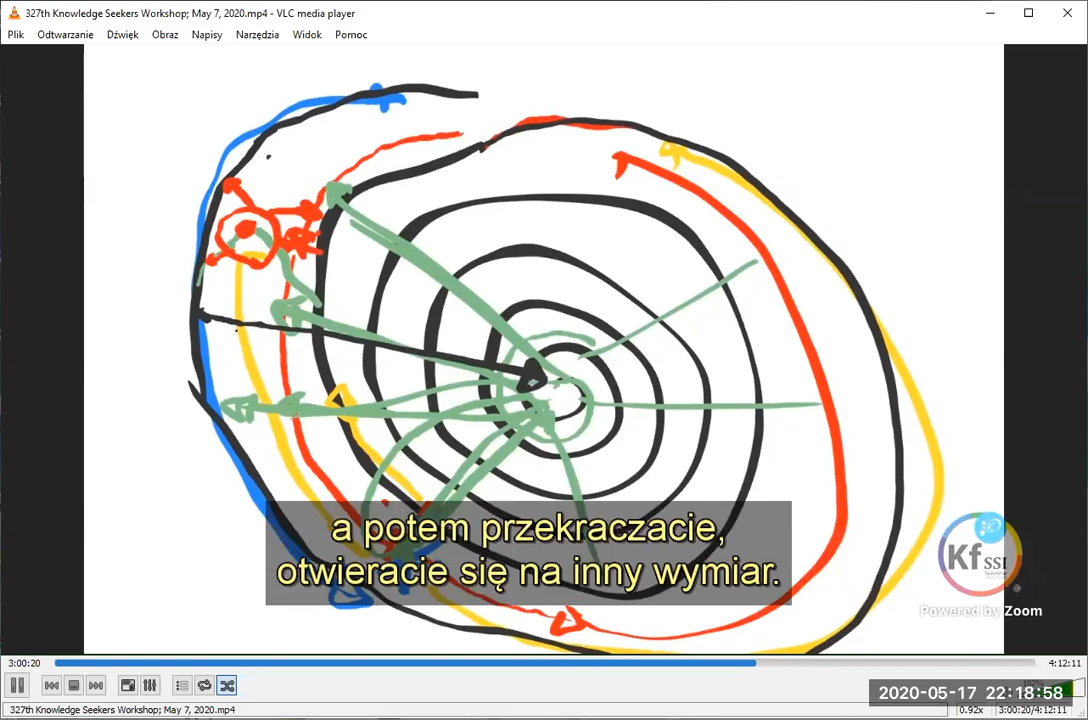 327th Knowledge Seekers Workshop; May 7, 2020.mp4 - VLC media player
Plik Odtwarzanie Dźwięk Obraz Napisy Narzędzia Widok Pomoc
a potem przekraczacie,
otwieracie się na inny wymiar.
Kf SSI
Powered by Zoom
3:00:20 4:12:11
2020-05-17 22:18:58
327th Knowledge Seekers Workshop; May 7, 2020.mp4 0.92x 3:00:20/4:12:11